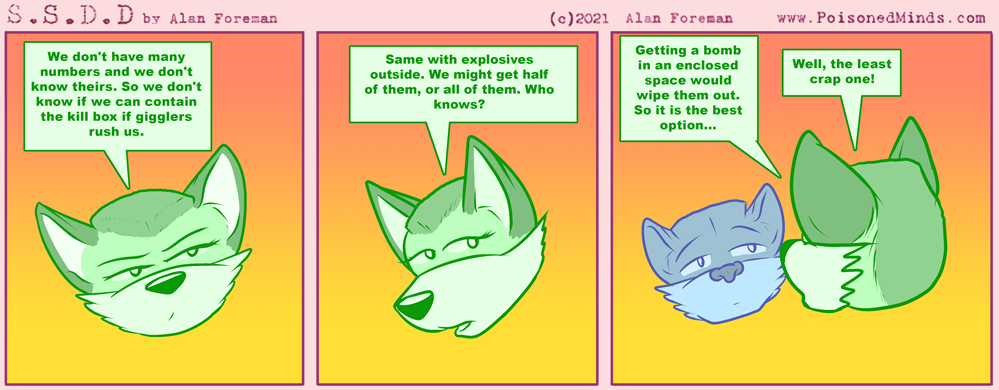 S.S.D.D by Alan Foreman
(c)2021 Alan Foreman
www.PoisonedMinds.com
We don't have many
numbers and we don't
know theirs. So we don't
know if we can contain
the kill box if gigglers
rush us.
Same with explosives
outside. We might get half
of them, or all of them. Who
knows?
Getting a bomb
in an enclosed
space would
wipe them out.
So it is the best
option...
Well, the least
crap one!